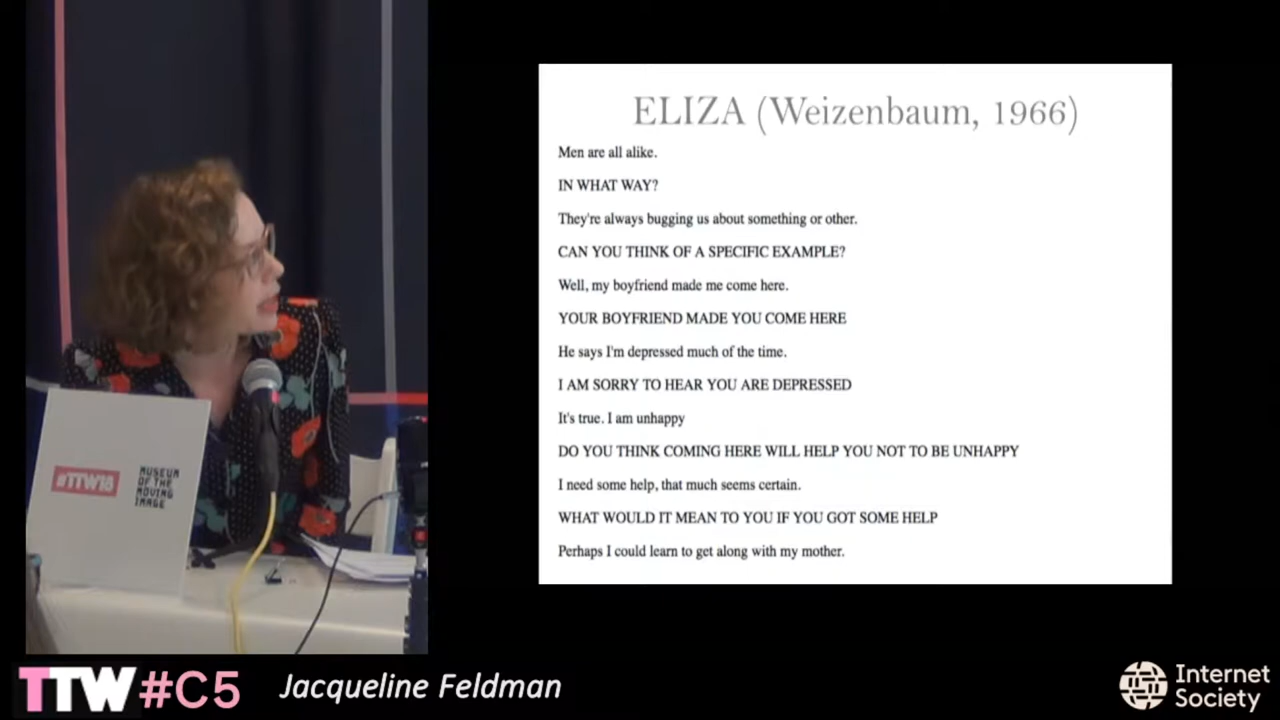 ELIZA (Weizenbaum, 1966)
Men are all alike.
IN WHAT WAY?
They're always bugging us about something or other.
CAN YOU THINK OF A SPECIFIC EXAMPLE?
Well, my boyfriend made me come here.
YOUR BOYFRIEND MADE YOU COME HERE
He says I'm depressed much of the time.
I AM SORRY TO HEAR YOU ARE DEPRESSED
It's true. I am unhappy
DO YOU THINK COMING HERE WILL HELP YOU NOT TO BE UNHAPPY
I need some help, that much seems certain.
WHAT WOULD IT MEAN TO YOU IF YOU GOT SOME HELP
Perhaps I could learn to get along with my mother.
#TTW18
MUSEUM
OF THE
MOVING
IMAGE
TTW#C5
Jacqueline Feldman
Internet
Society